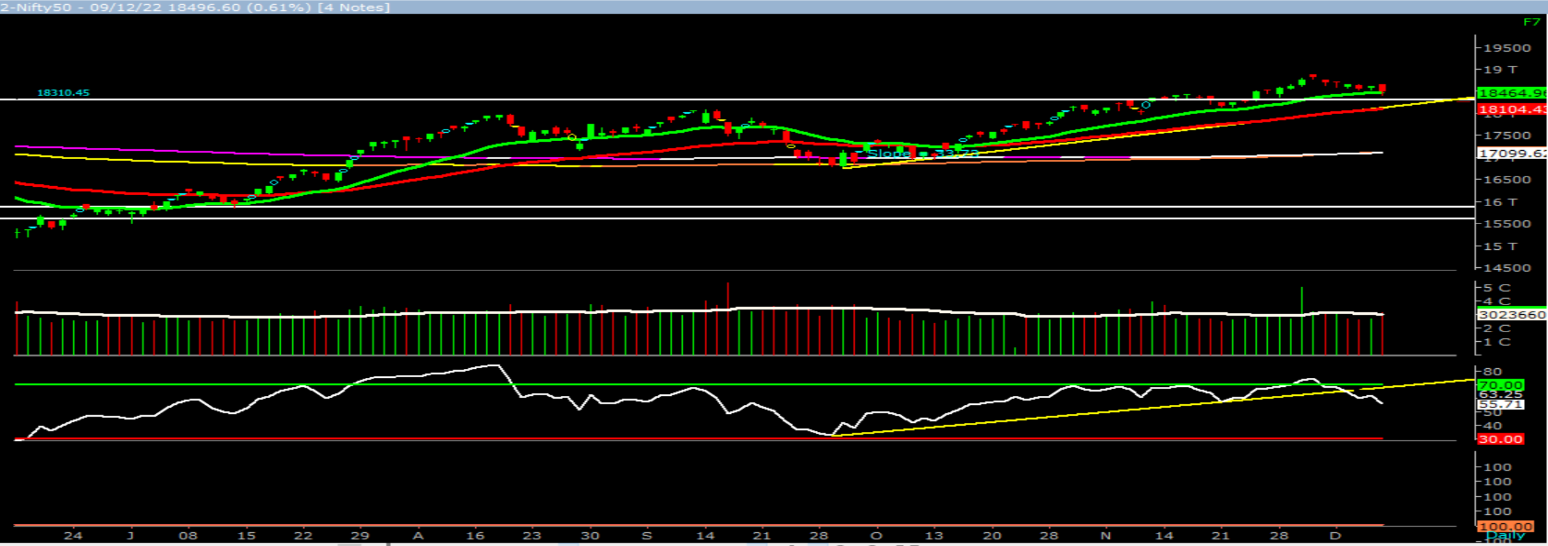 2-Nifty50 - 09/12/22 18496.60 (0.61%) [4 Notes]
F7
19500
19 T
18310.45
18464.96
18104.43
18
17500
17099.62
16500
16 T
15500
15 T
14500
5 C
4 C
3023660
2 C
1 C
80
70.00
63.25
55.71
50
40
30.00
100
100
100
100
100.00
24 J 08 15 22 29 A 16 23 30 S 14 21 28 O 13 20 28 N 14 21 28 D
Daily